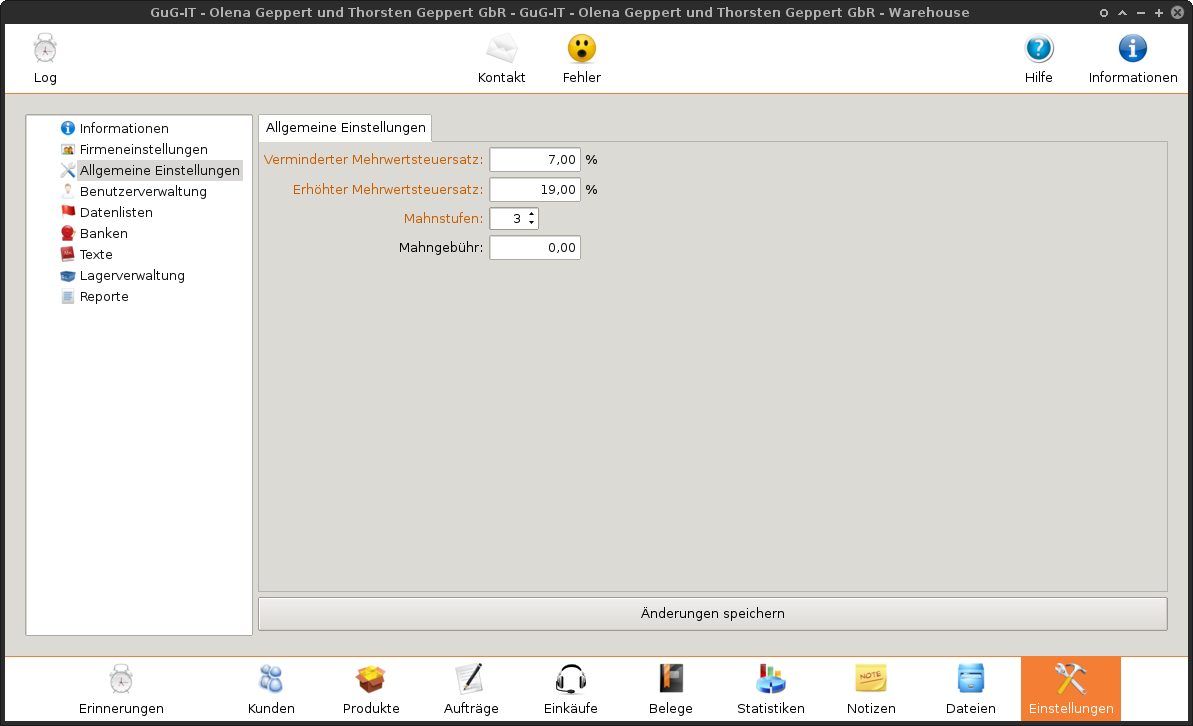 GuG-IT - Olena Geppert und Thorsten Geppert GbR - GuG-IT - Olena Geppert und Thorsten Geppert GbR - Warehouse
Log
Kontakt
Fehler
Hilfe
Informationen
Informationen
Firmeneinstellungen
Allgemeine Einstellungen
Benutzerverwaltung
Datenlisten
Banken
Texte
Lagerverwaltung
Reporte
Allgemeine Einstellungen
Verminderter Mehrwertsteuersatz: 7,00 %
Erhöhter Mehrwertsteuersatz: 19,00 %
Mahnstufen: 3
Mahngebühr: 0,00
Änderungen speichern
NOTE
Erinnerungen
Kunden
Produkte
Aufträge
Einkäufe
Belege
Statistiken
Notizen
Dateien
Einstellungen